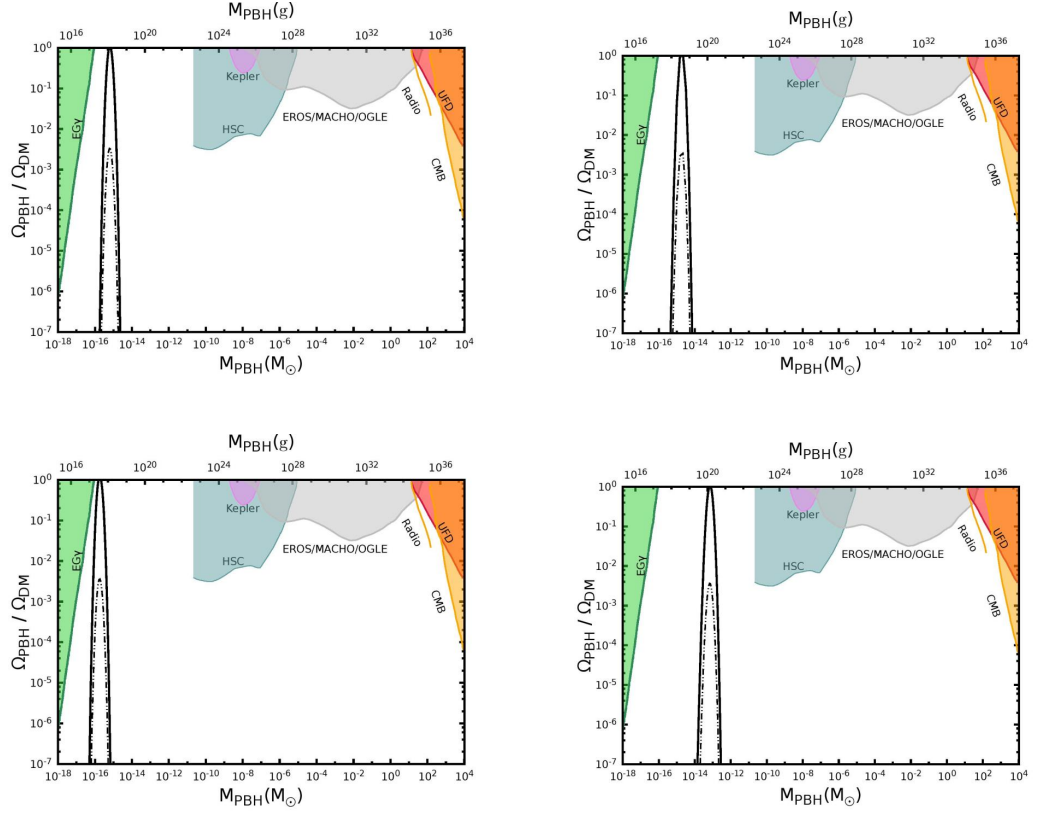 M_PBH(g)
10^16 10^20 10^24 10^28 10^32 10^36
10^0
10^-1
10^-2
10^-3
10^-4
10^-5
10^-6
10^-7
Ω_PBH / Ω_DM
EGγ
Kepler
HSC
EROS/MACHO/OGLE
Radio
UFD
CMB
10^-18 10^-16 10^-14 10^-12 10^-10 10^-8 10^-6 10^-4 10^-2 10^0 10^2 10^4
M_PBH(M_⊙)
M_PBH(g)
10^16 10^20 10^24 10^28 10^32 10^36
10^0
10^-1
10^-2
10^-3
10^-4
10^-5
10^-6
10^-7
Ω_PBH / Ω_DM
EGγ
Kepler
HSC
EROS/MACHO/OGLE
Radio
UFD
CMB
10^-18 10^-16 10^-14 10^-12 10^-10 10^-8 10^-6 10^-4 10^-2 10^0 10^2 10^4
M_PBH(M_⊙)
M_PBH(g)
10^16 10^20 10^24 10^28 10^32 10^36
10^0
10^-1
10^-2
10^-3
10^-4
10^-5
10^-6
10^-7
Ω_PBH / Ω_DM
EGγ
Kepler
HSC
EROS/MACHO/OGLE
Radio
UFD
CMB
10^-18 10^-16 10^-14 10^-12 10^-10 10^-8 10^-6 10^-4 10^-2 10^0 10^2 10^4
M_PBH(M_⊙)
M_PBH(g)
10^16 10^20 10^24 10^28 10^32 10^36
10^0
10^-1
10^-2
10^-3
10^-4
10^-5
10^-6
10^-7
Ω_PBH / Ω_DM
EGγ
Kepler
HSC
EROS/MACHO/OGLE
Radio
UFD
CMB
10^-18 10^-16 10^-14 10^-12 10^-10 10^-8 10^-6 10^-4 10^-2 10^0 10^2 10^4
M_PBH(M_⊙)